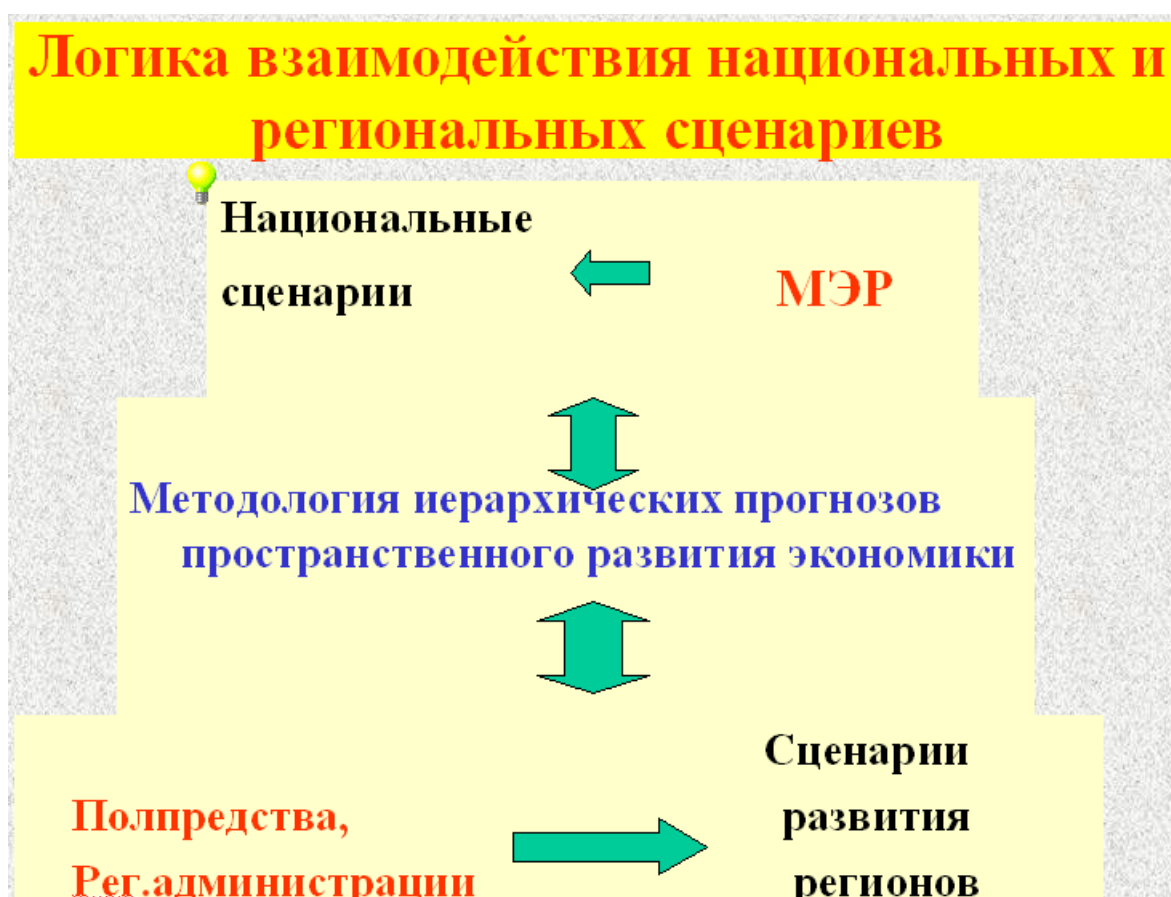 Логика взаимодействия национальных и
региональных сценариев
Национальные
сценарии
МЭР
Методология иерархических прогнозов
пространственного развития экономики
Сценарии
развития
регионов
Полпредства,
Рег.администрации